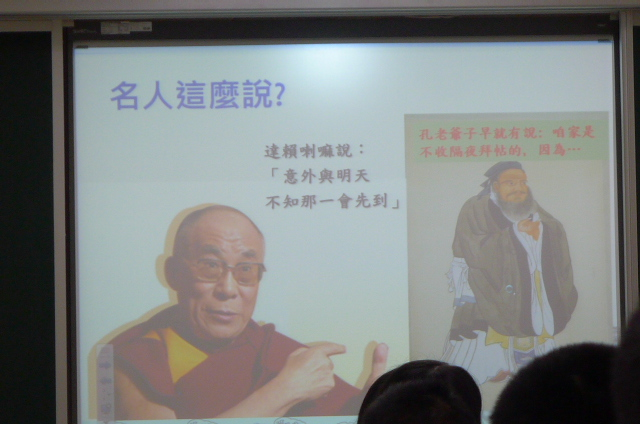 名人這麼說?
達賴喇嘛說：
「意外與明天
不知那一會先到」
孔老爺子早就有說：咱家是
不收隔夜拜帖的，因為…